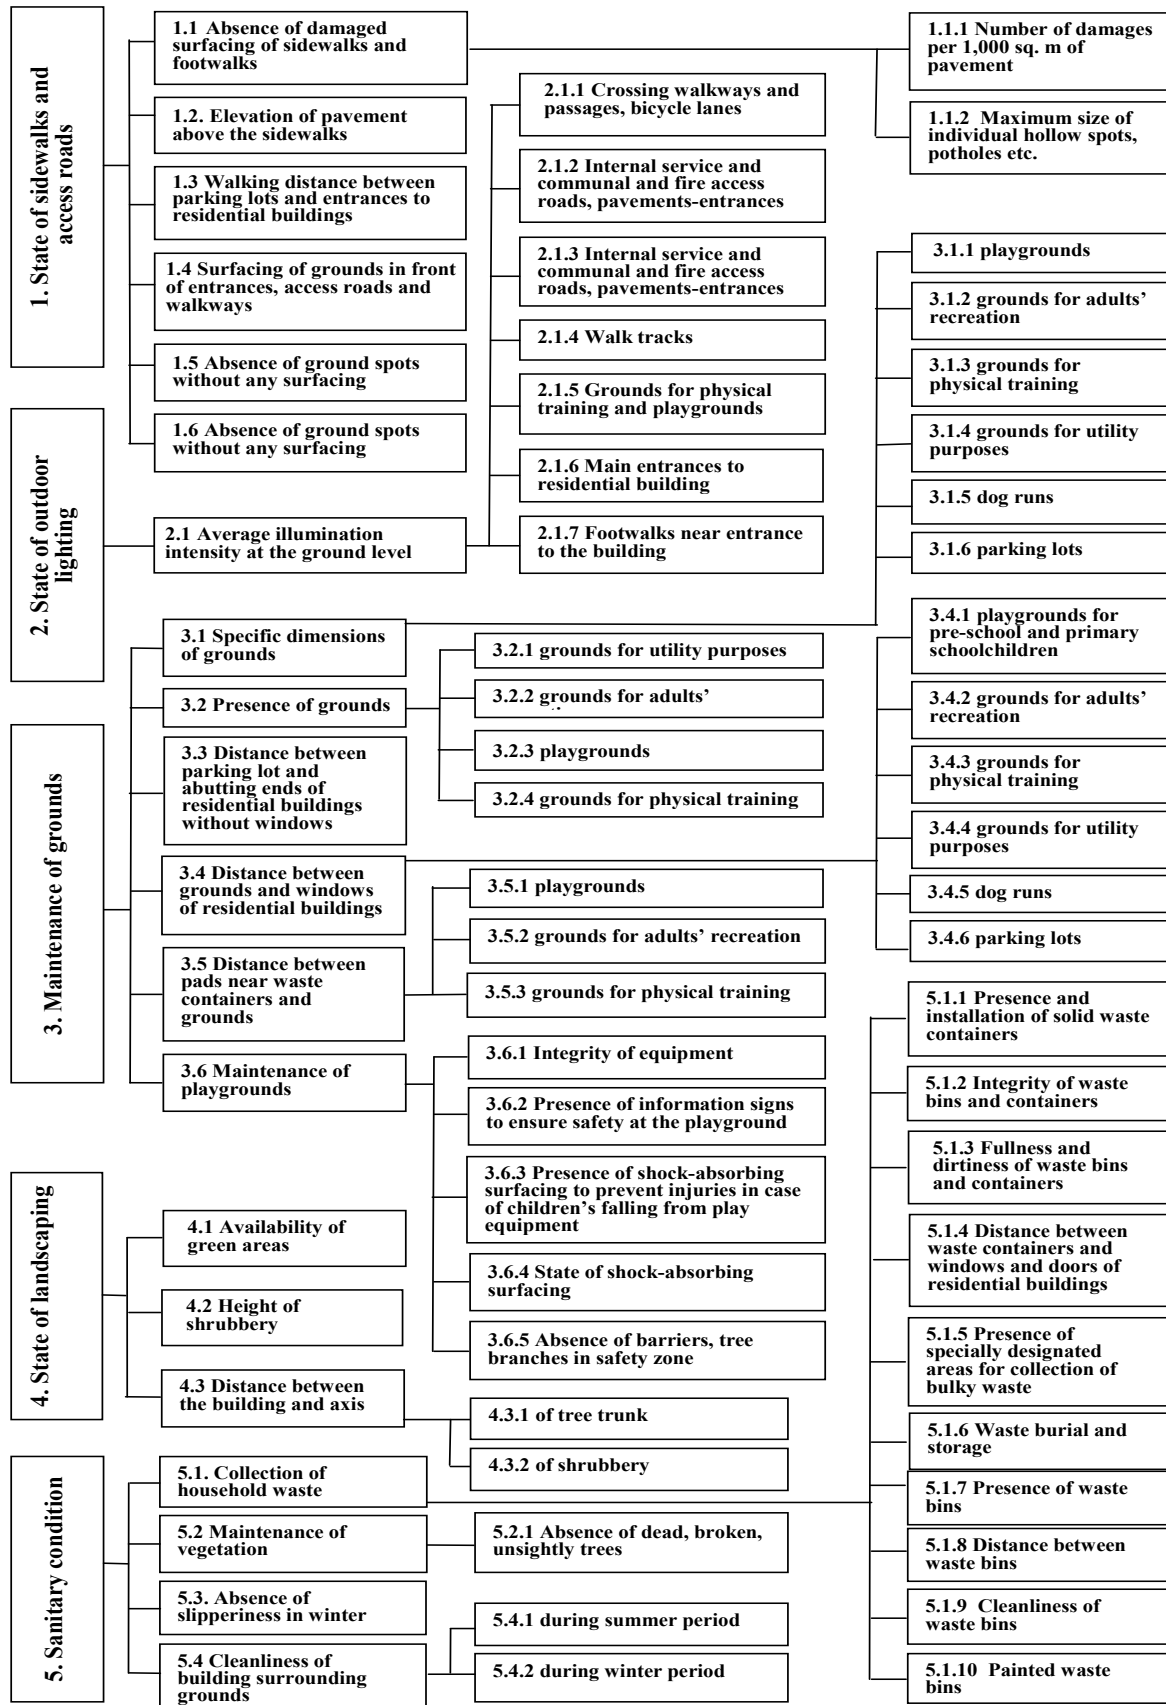 1. State of sidewalks and
access roads
1.1 Absence of damaged
surfacing of sidewalks and
footwalks
1.2. Elevation of pavement
above the sidewalks
1.3 Walking distance between
parking lots and entrances to
residential buildings
1.4 Surfacing of grounds in front
of entrances, access roads and
walkways
1.5 Absence of ground spots
without any surfacing
1.6 Absence of ground spots
without any surfacing
1.1.1 Number of damages
per 1,000 sq. m of
pavement
1.1.2 Maximum size of
individual hollow spots,
potholes etc.
2. State of outdoor
lighting
2.1 Average illumination
intensity at the ground level
2.1.1 Crossing walkways and
passages, bicycle lanes
2.1.2 Internal service and
communal and fire access
roads, pavements-entrances
2.1.3 Internal service and
communal and fire access
roads, pavements-entrances
2.1.4 Walk tracks
2.1.5 Grounds for physical
training and playgrounds
2.1.6 Main entrances to
residential building
2.1.7 Footwalks near entrance
to the building
3. Maintenance of grounds
3.1 Specific dimensions
of grounds
3.2 Presence of grounds
3.3 Distance between
parking lot and
abutting ends of
residential buildings
without windows
3.4 Distance between
grounds and windows
of residential buildings
3.5 Distance between
pads near waste
containers and
grounds
3.6 Maintenance of
playgrounds
3.1.1 playgrounds
3.1.2 grounds for adults’
recreation
3.1.3 grounds for
physical training
3.1.4 grounds for utility
purposes
3.1.5 dog runs
3.1.6 parking lots
3.2.1 grounds for utility purposes
3.2.2 grounds for adults’
3.2.3 playgrounds
3.2.4 grounds for physical training
3.4.1 playgrounds for
pre-school and primary
schoolchildren
3.4.2 grounds for adults’
recreation
3.4.3 grounds for
physical training
3.4.4 grounds for utility
purposes
3.4.5 dog runs
3.4.6 parking lots
3.5.1 playgrounds
3.5.2 grounds for adults’ recreation
3.5.3 grounds for physical training
3.6.1 Integrity of equipment
3.6.2 Presence of information signs
to ensure safety at the playground
3.6.3 Presence of shock-absorbing
surfacing to prevent injuries in case
of children’s falling from play
equipment
3.6.4 State of shock-absorbing
surfacing
3.6.5 Absence of barriers, tree
branches in safety zone
4. State of landscaping
4.1 Availability of
green areas
4.2 Height of
shrubbery
4.3 Distance between
the building and axis
4.3.1 of tree trunk
4.3.2 of shrubbery
5. Sanitary condition
5.1. Collection of
household waste
5.2 Maintenance of
vegetation
5.3. Absence of
slipperiness in winter
5.4 Cleanliness of
building surrounding
grounds
5.1.1 Presence and
installation of solid waste
containers
5.1.2 Integrity of waste
bins and containers
5.1.3 Fullness and
dirtiness of waste bins
and containers
5.1.4 Distance between
waste containers and
windows and doors of
residential buildings
5.1.5 Presence of
specially designated
areas for collection of
bulky waste
5.1.6 Waste burial and
storage
5.1.7 Presence of waste
bins
5.1.8 Distance between
waste bins
5.1.9 Cleanliness of
waste bins
5.1.10 Painted waste
bins
5.2.1 Absence of dead, broken,
unsightly trees
5.4.1 during summer period
5.4.2 during winter period